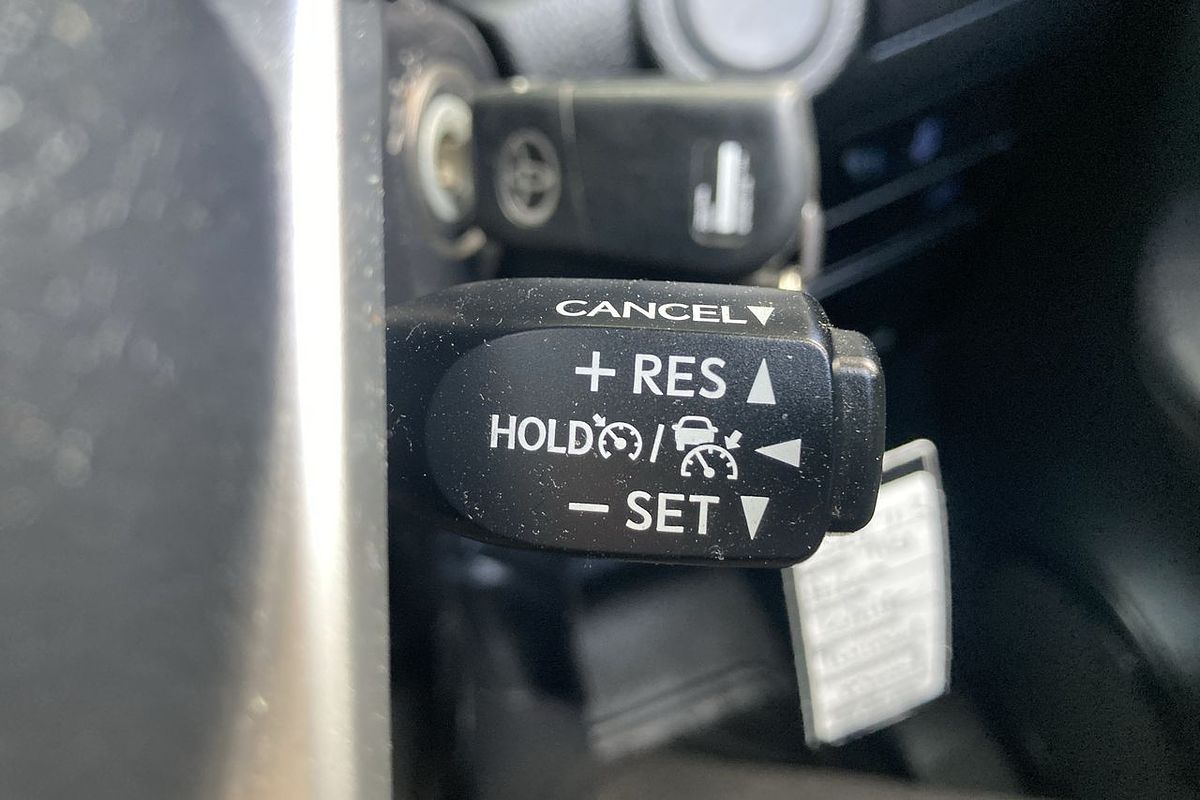 CANCEL▼
+ RES ▲
HOLD / ◀
− SET ▼